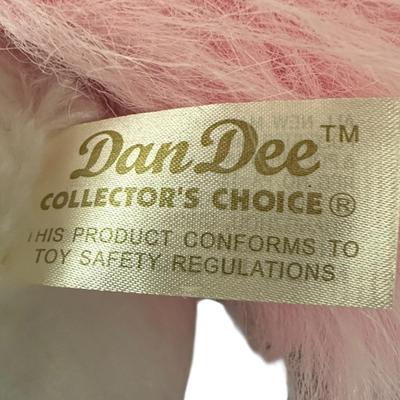 Dan Dee™
COLLECTOR'S CHOICE®
THIS PRODUCT CONFORMS TO
TOY SAFETY REGULATIONS